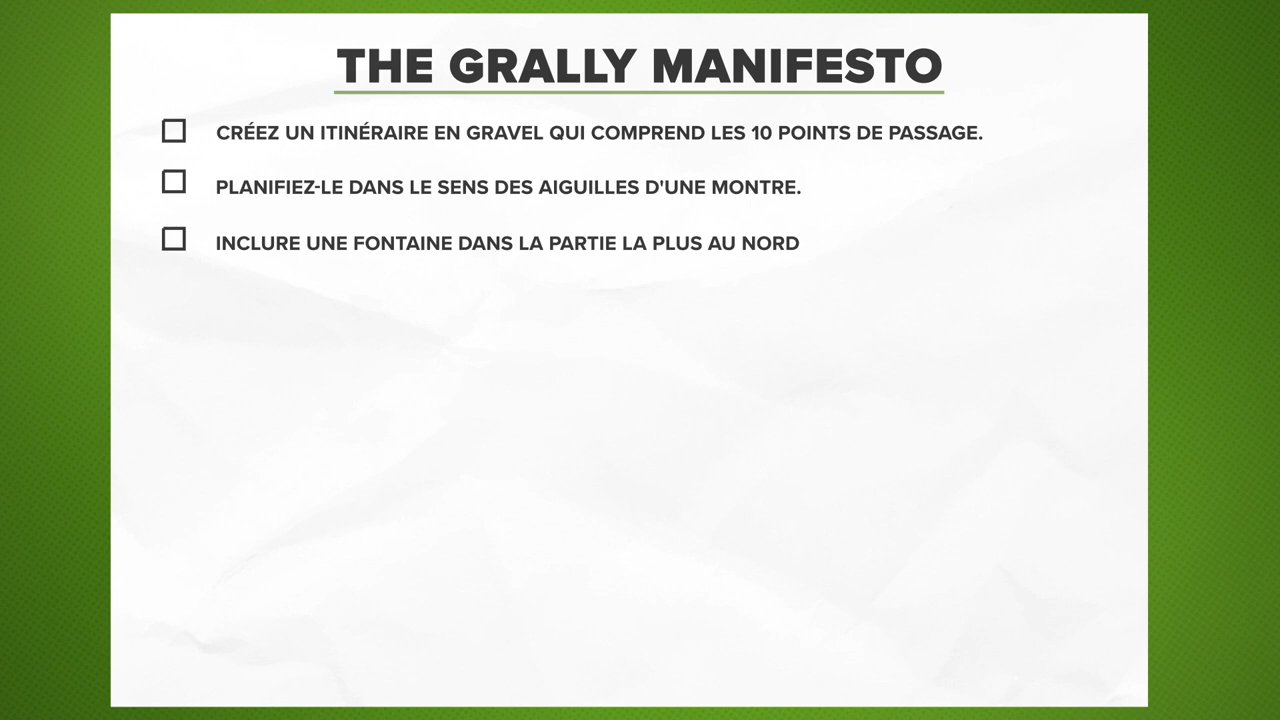 THE GRALLY MANIFESTO
CRÉEZ UN ITINÉRAIRE EN GRAVEL QUI COMPREND LES 10 POINTS DE PASSAGE.
PLANIFIEZ-LE DANS LE SENS DES AIGUILLES D'UNE MONTRE.
INCLURE UNE FONTAINE DANS LA PARTIE LA PLUS AU NORD